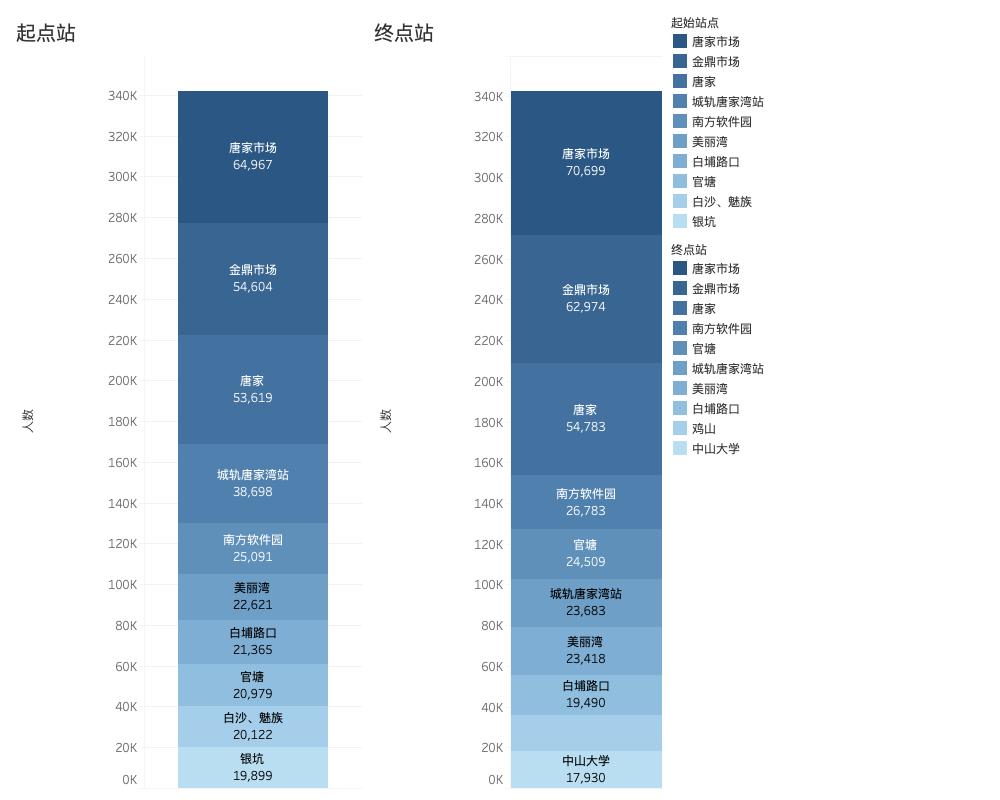 起点站
340K
320K
300K
280K
260K
240K
220K
200K
180K
160K
140K
120K
100K
80K
60K
40K
20K
0K
人数
唐家市场
64,967
金鼎市场
54,604
唐家
53,619
城轨唐家湾站
38,698
南方软件园
25,091
美丽湾
22,621
白埔路口
21,365
官塘
20,979
白沙、魅族
20,122
银坑
19,899
终点站
340K
320K
300K
280K
260K
240K
220K
200K
180K
160K
140K
120K
100K
80K
60K
40K
20K
0K
人数
唐家市场
70,699
金鼎市场
62,974
唐家
54,783
南方软件园
26,783
官塘
24,509
城轨唐家湾站
23,683
美丽湾
23,418
白埔路口
19,490
中山大学
17,930
起始站点
唐家市场
金鼎市场
唐家
城轨唐家湾站
南方软件园
美丽湾
白埔路口
官塘
白沙、魅族
银坑
终点站
唐家市场
金鼎市场
唐家
南方软件园
官塘
城轨唐家湾站
美丽湾
白埔路口
鸡山
中山大学